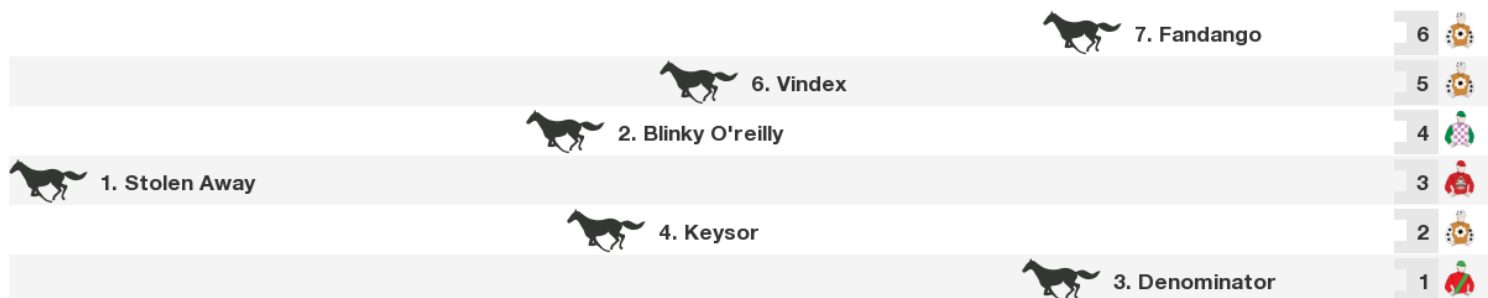 7. Fandango 6
6. Vindex 5
2. Blinky O'reilly 4
1. Stolen Away 3
4. Keysor 2
3. Denominator 1